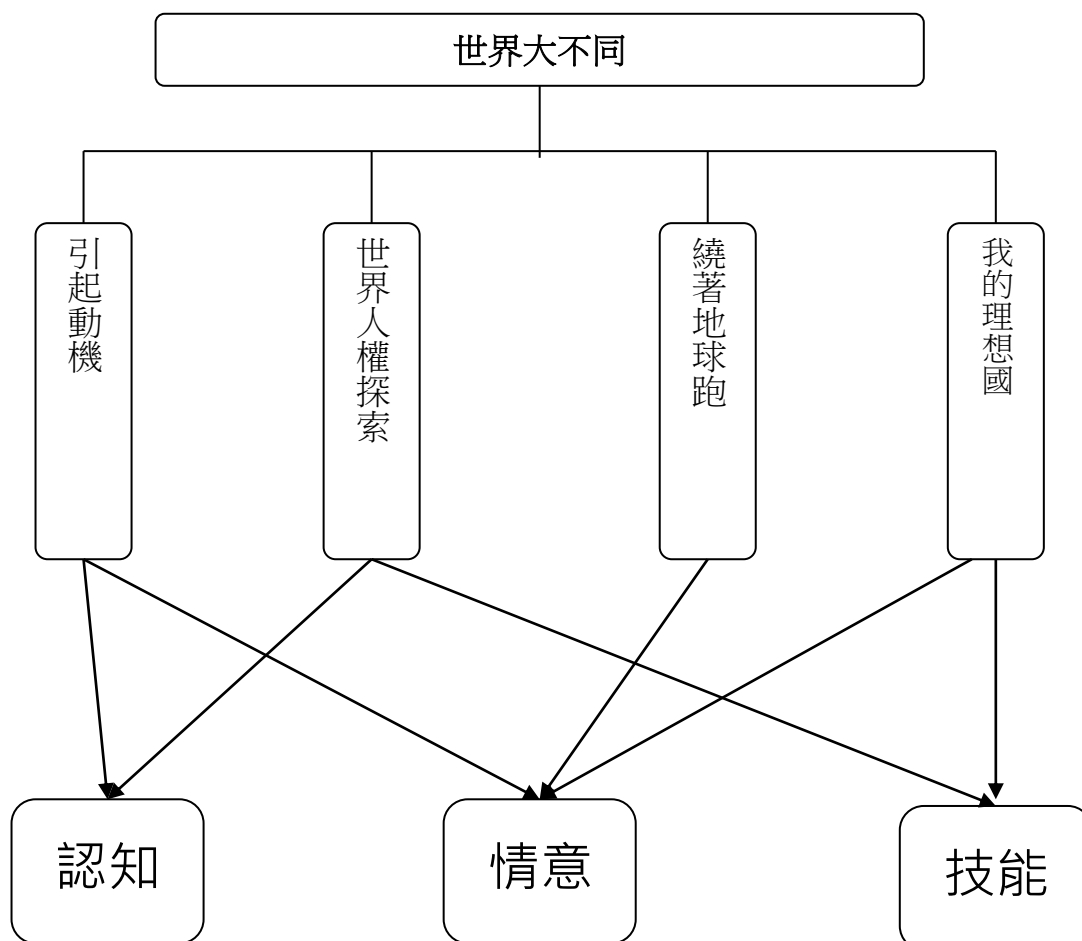 世界大不同
引起動機
世界人權探索
繞著地球跑
我的理想國
認知
情意
技能